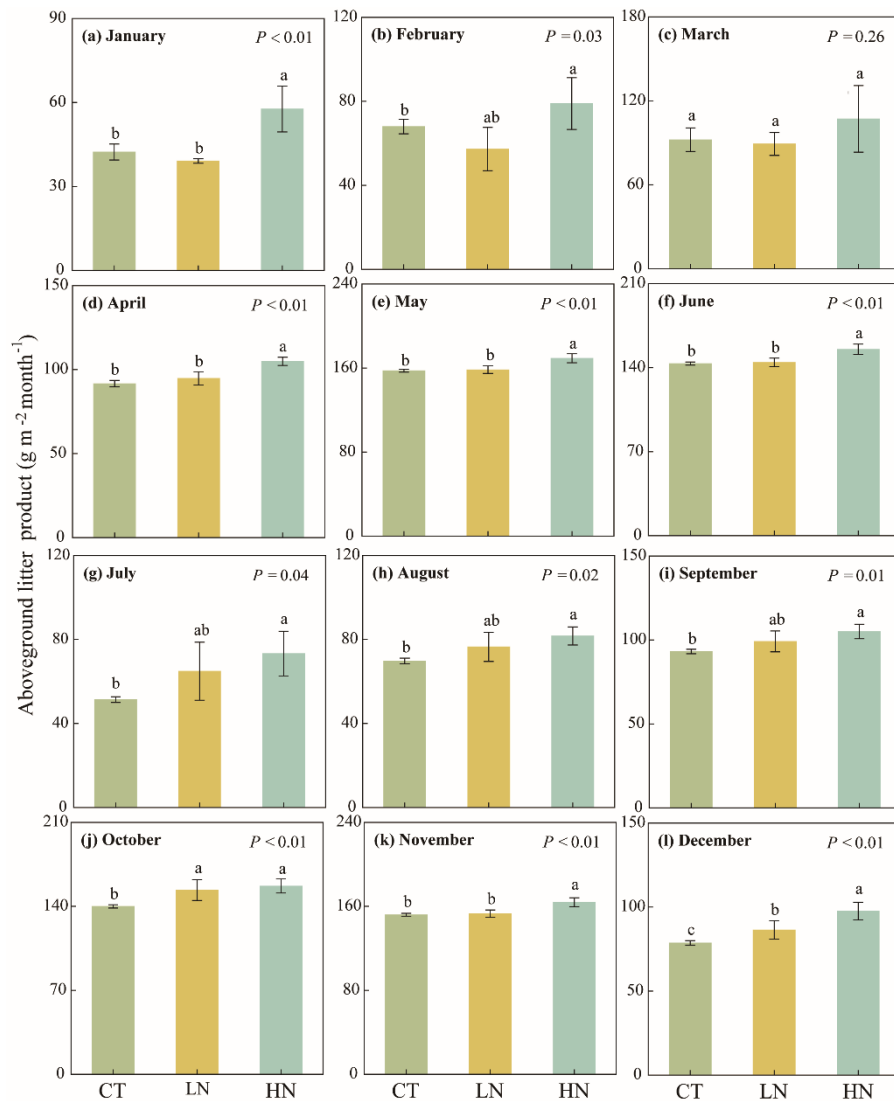 Aboveground litter product (g m⁻² month⁻¹)
(a) January P < 0.01
90
60
30
0
b b a
(b) February P = 0.03
120
80
40
0
b ab a
(c) March P = 0.26
180
120
60
0
a a a
(d) April P < 0.01
150
100
50
0
b b a
(e) May P < 0.01
240
160
80
0
b b a
(f) June P < 0.01
210
140
70
0
b b a
(g) July P = 0.04
120
80
40
0
b ab a
(h) August P = 0.02
120
80
40
0
b ab a
(i) September P = 0.01
150
100
50
0
b ab a
(j) October P < 0.01
210
140
70
0
b a a
CT LN HN
(k) November P < 0.01
240
160
80
0
b b a
CT LN HN
(l) December P < 0.01
150
100
50
0
c b a
CT LN HN